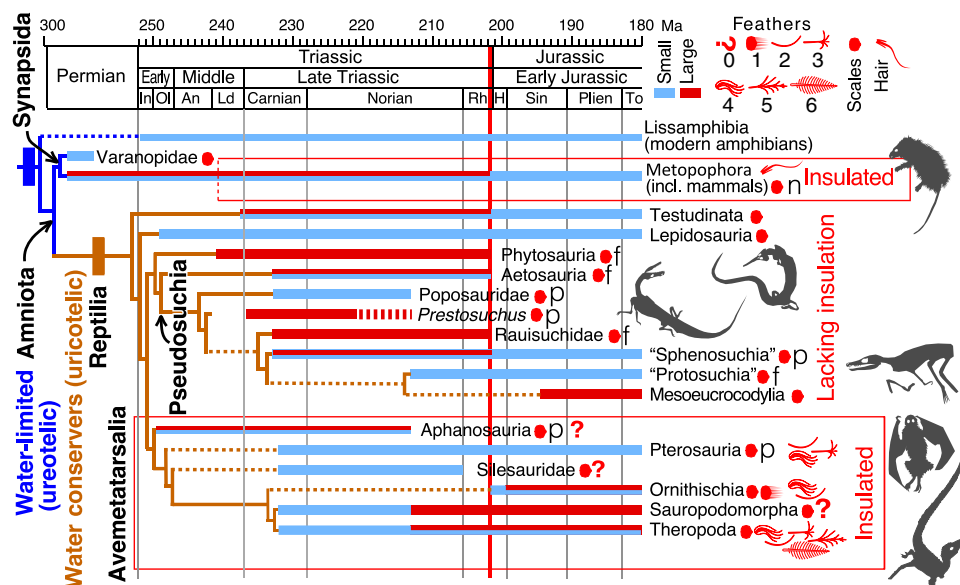 300 250 240 230 220 210 200 190 180 Ma
Feathers
0 1 2 3
4 5 6
Scales
Hair
Small
Large
Triassic Jurassic
Permian Early Middle Late Triassic Early Jurassic
In Ol An Ld Carnian Norian Rh H Sin Plien To
Synapsida
Lissamphibia
(modern amphibians)
Varanopidae
Metopophora
(incl. mammals) n
Insulated
Testudinata
Lepidosauria
Phytosauria f
Aetosauria f
Poposauridae p
Prestosuchus p
Rauisuchidae f
“Sphenosuchia” p
“Protosuchia” f
Mesoeucrocodylia
Lacking insulation
Aphanosauria p ?
Pterosauria p
Silesauridae ?
Ornithischia
Sauropodomorpha ?
Theropoda
Insulated
Water-limited Amniota
(ureotelic)
Water conservers (uricotelic)
Reptilia
Pseudosuchia
Avemetatarsalia